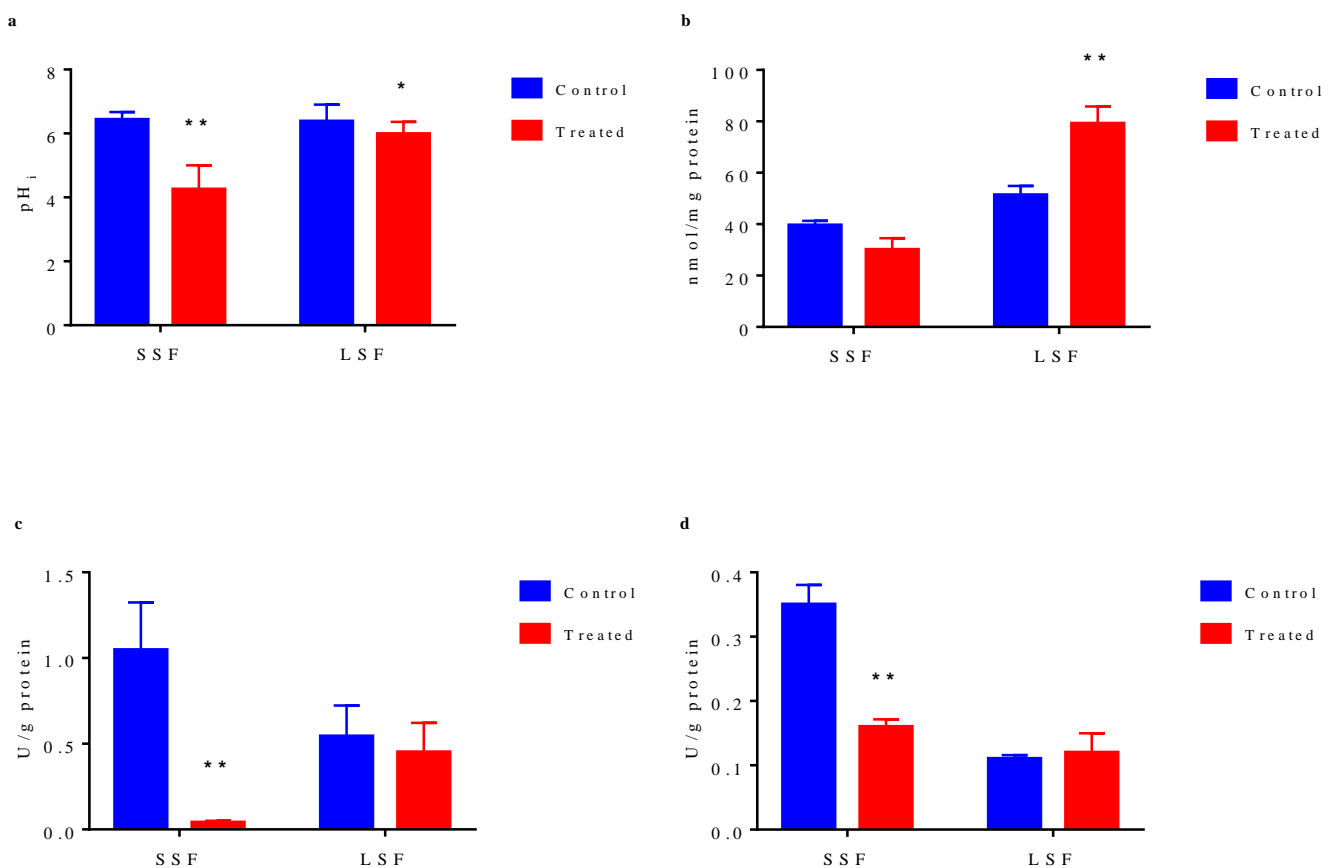 a
8
6
4
2
0
pH i
**
*
SSF
LSF
Control
Treated
b
100
80
60
40
20
0
nmol/mg protein
**
SSF
LSF
Control
Treated
c
1.5
1.0
0.5
0.0
U/g protein
**
SSF
LSF
Control
Treated
d
0.4
0.3
0.2
0.1
0.0
U/g protein
**
SSF
LSF
Control
Treated